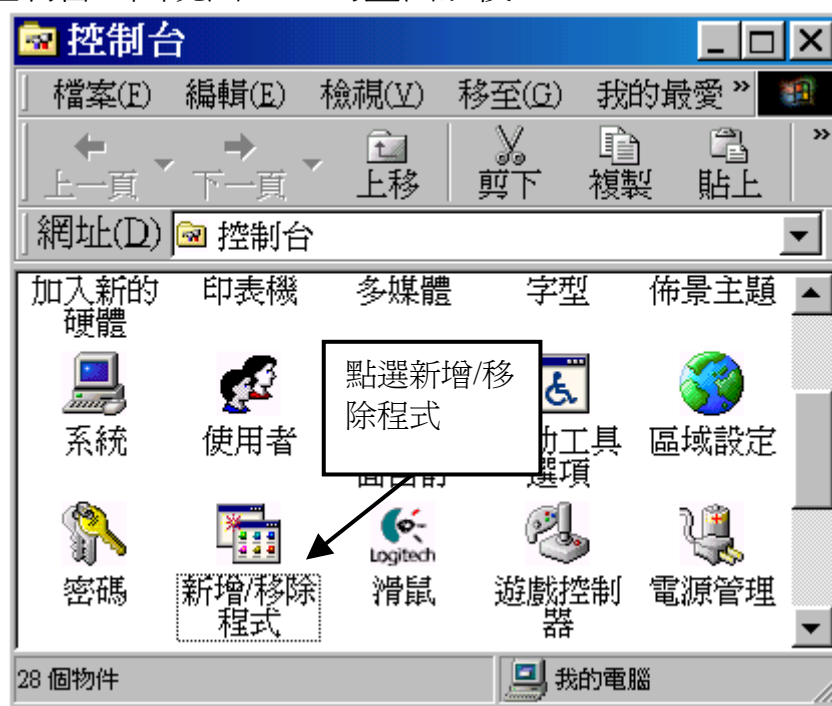 控制台
檔案(F) 編輯(E) 檢視(V) 移至(G) 我的最愛 »
上一頁 下一頁 上移 剪下 複製 貼上 »
網址(D) 控制台
加入新的硬體 印表機 多媒體 字型 佈景主題
點選新增/移
除程式
系統 使用者 區域設定
選項
Logitech
密碼 新增/移除程式 滑鼠 遊戲控制器 電源管理
28 個物件 我的電腦